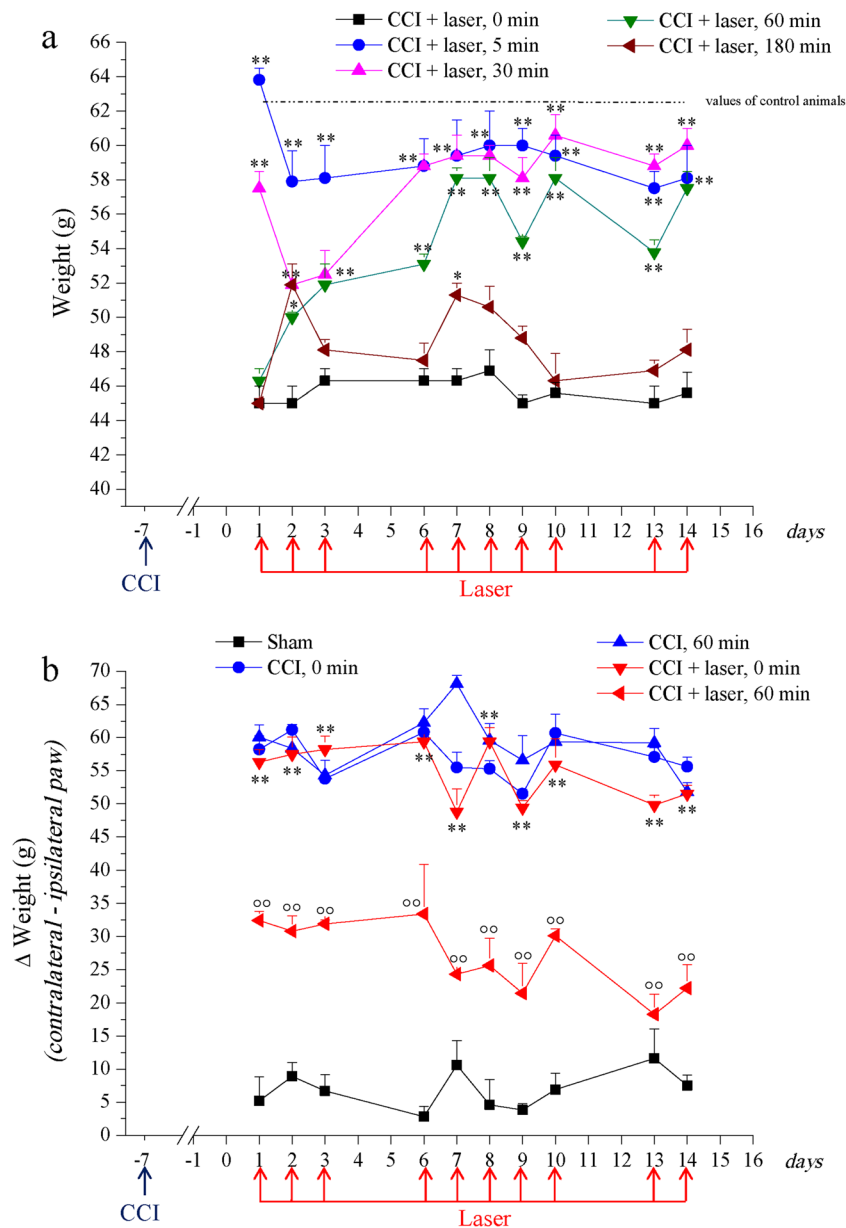 a
CCI + laser, 0 min
CCI + laser, 5 min
CCI + laser, 30 min
CCI + laser, 60 min
CCI + laser, 180 min
66
64
62
60
58
56
54
52
50
48
46
44
42
40
Weight (g)
values of control animals
** ** ** ** ** ** ** ** ** **
** ** * ** ** ** ** ** ** ** ** ** ** ** ** ** * **
-7 -1 0 1 2 3 6 7 8 9 10 11 12 13 14 15 16 days
CCI
Laser
b
Sham
CCI, 0 min
CCI, 60 min
CCI + laser, 0 min
CCI + laser, 60 min
70
65
60
55
50
45
40
35
30
25
20
15
10
5
0
Δ Weight (g)
(contralateral - ipsilateral paw)
** ** ** ** ** ** ** ** ** **
°° °° °° °° °° °° °° °° °° °°
-7 -1 0 1 2 3 6 7 8 9 10 11 12 13 14 15 16 days
CCI
Laser